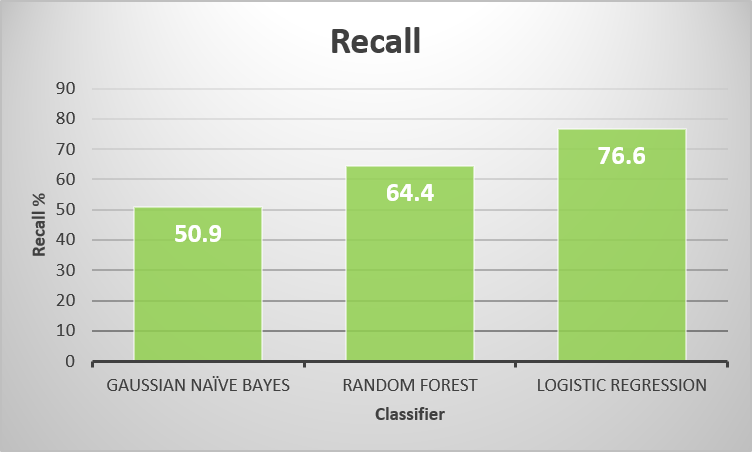 Recall
90
80
70
60
50
40
30
20
10
0
Recall %
50.9
64.4
76.6
GAUSSIAN NAÏVE BAYES
RANDOM FOREST
LOGISTIC REGRESSION
Classifier